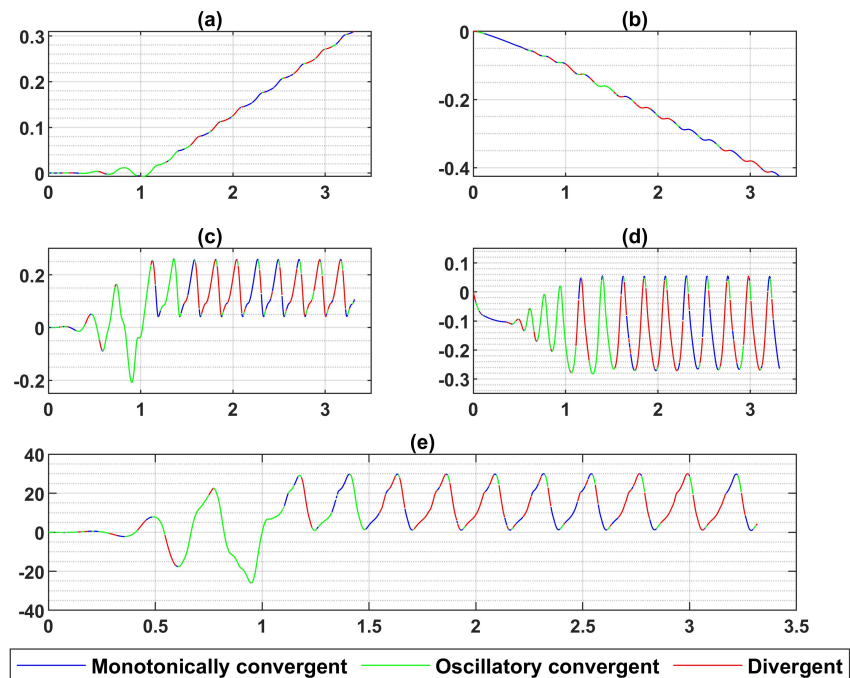 (a)
0.3
0.2
0.1
0
0 1 2 3
(b)
0
-0.2
-0.4
0 1 2 3
(c)
0.2
0
-0.2
0 1 2 3
(d)
0.1
0
-0.1
-0.2
-0.3
0 1 2 3
(e)
40
20
0
-20
-40
0 0.5 1 1.5 2 2.5 3 3.5
Monotonically convergent Oscillatory convergent Divergent